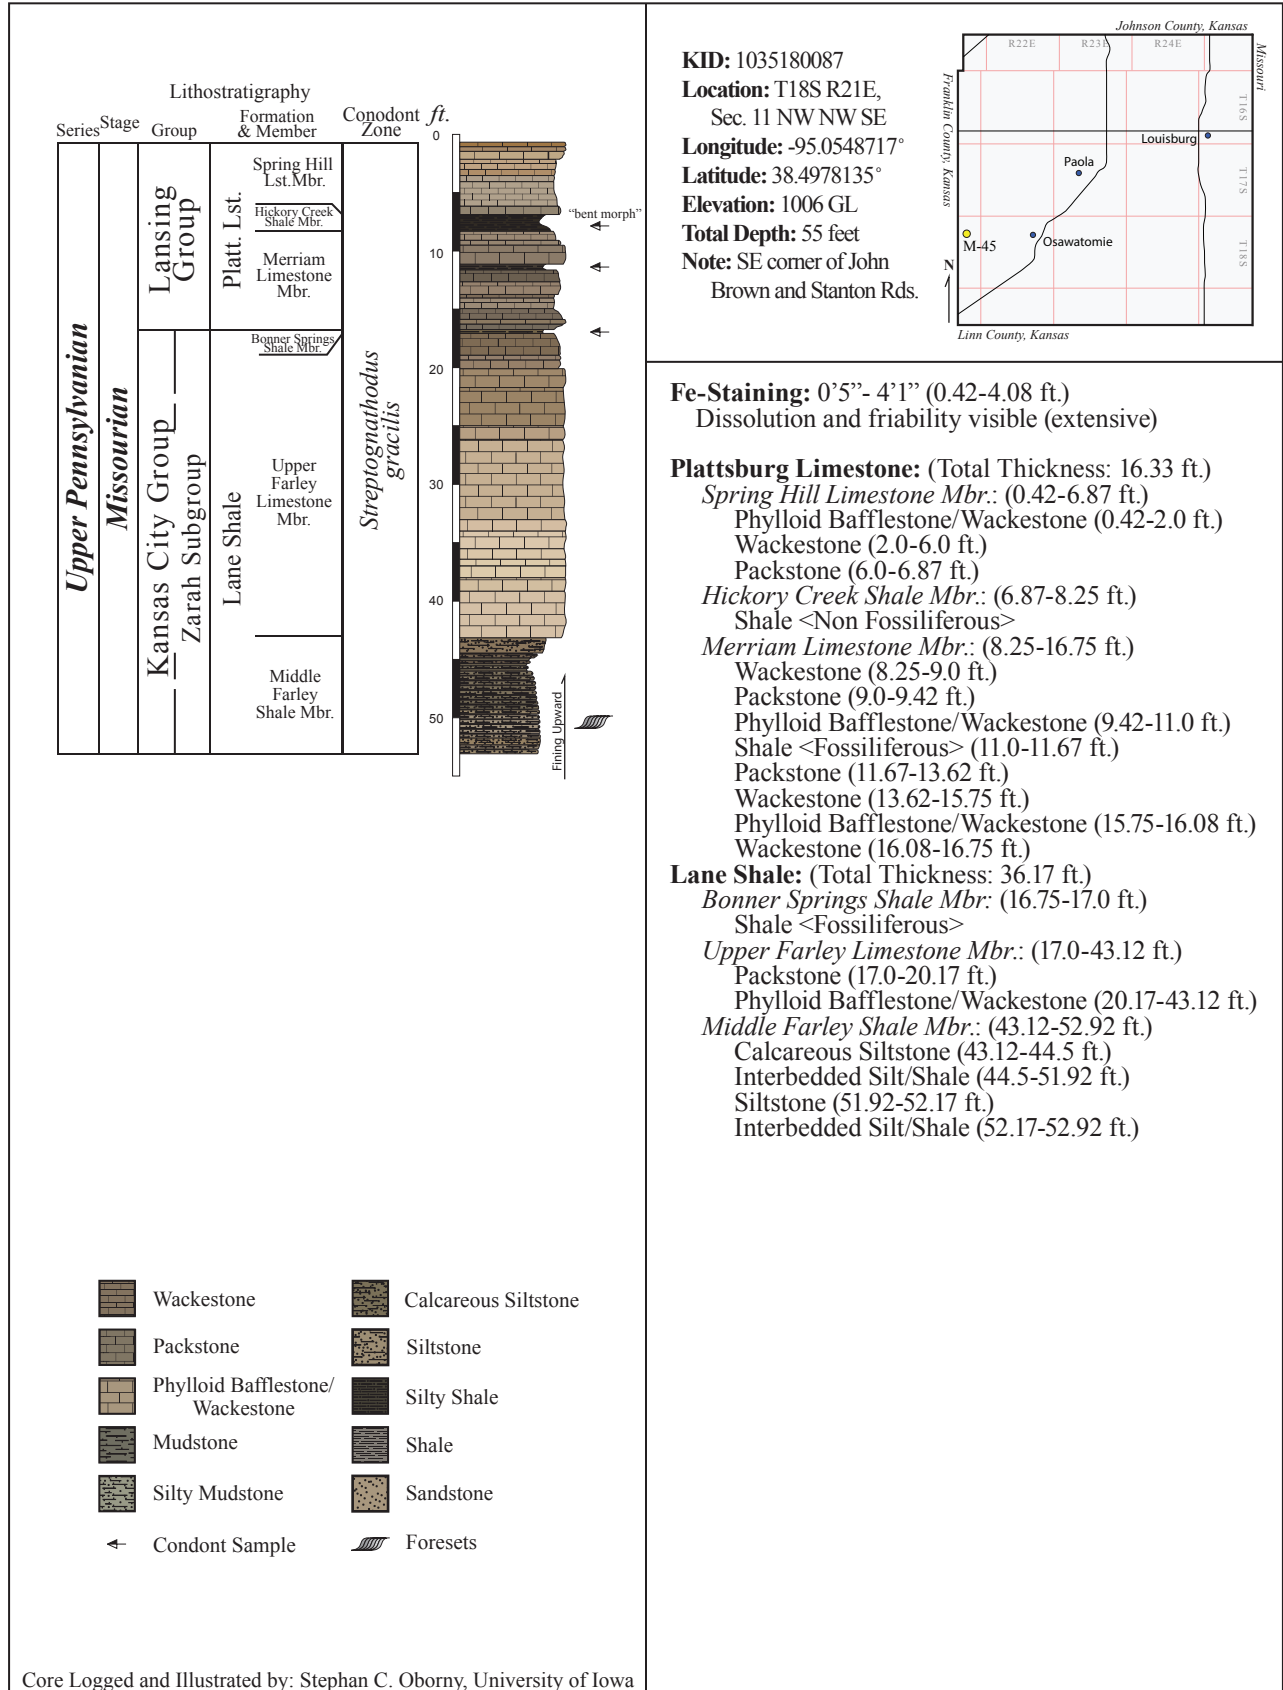 Lithostratigraphy
Series
Stage
Group
Formation
& Member
Conodont
Zone
ft.
Upper Pennsylvanian
Missourian
Lansing
Group
Kansas City Group
Zarah Subgroup
Platt. Lst.
Lane Shale
Spring Hill
Lst.Mbr.
Hickory Creek
Shale Mbr.
Merriam
Limestone
Mbr.
Bonner Springs
Shale Mbr.
Upper
Farley
Limestone
Mbr.
Middle
Farley
Shale Mbr.
Streptognathodus
gracilis
0
10
20
30
40
50
“bent morph”
Fining Upward
Wackestone
Packstone
Phylloid Bafflestone/
Wackestone
Mudstone
Silty Mudstone
Condont Sample
Calcareous Siltstone
Siltstone
Silty Shale
Shale
Sandstone
Foresets
Core Logged and Illustrated by: Stephan C. Oborny, University of Iowa
KID: 1035180087
Location: T18S R21E,
Sec. 11 NW NW SE
Longitude: -95.0548717°
Latitude: 38.4978135°
Elevation: 1006 GL
Total Depth: 55 feet
Note: SE corner of John
Brown and Stanton Rds.
Johnson County, Kansas
R22E
R23E
R24E
Missouri
Franklin County, Kansas
T16S
T17S
T18S
Louisburg
Paola
Osawatomie
M-45
N
Linn County, Kansas
Fe-Staining: 0’5”- 4’1” (0.42-4.08 ft.)
Dissolution and friability visible (extensive)
Plattsburg Limestone: (Total Thickness: 16.33 ft.)
Spring Hill Limestone Mbr.: (0.42-6.87 ft.)
Phylloid Bafflestone/Wackestone (0.42-2.0 ft.)
Wackestone (2.0-6.0 ft.)
Packstone (6.0-6.87 ft.)
Hickory Creek Shale Mbr.: (6.87-8.25 ft.)
Shale <Non Fossiliferous>
Merriam Limestone Mbr.: (8.25-16.75 ft.)
Wackestone (8.25-9.0 ft.)
Packstone (9.0-9.42 ft.)
Phylloid Bafflestone/Wackestone (9.42-11.0 ft.)
Shale <Fossiliferous> (11.0-11.67 ft.)
Packstone (11.67-13.62 ft.)
Wackestone (13.62-15.75 ft.)
Phylloid Bafflestone/Wackestone (15.75-16.08 ft.)
Wackestone (16.08-16.75 ft.)
Lane Shale: (Total Thickness: 36.17 ft.)
Bonner Springs Shale Mbr: (16.75-17.0 ft.)
Shale <Fossiliferous>
Upper Farley Limestone Mbr.: (17.0-43.12 ft.)
Packstone (17.0-20.17 ft.)
Phylloid Bafflestone/Wackestone (20.17-43.12 ft.)
Middle Farley Shale Mbr.: (43.12-52.92 ft.)
Calcareous Siltstone (43.12-44.5 ft.)
Interbedded Silt/Shale (44.5-51.92 ft.)
Siltstone (51.92-52.17 ft.)
Interbedded Silt/Shale (52.17-52.92 ft.)